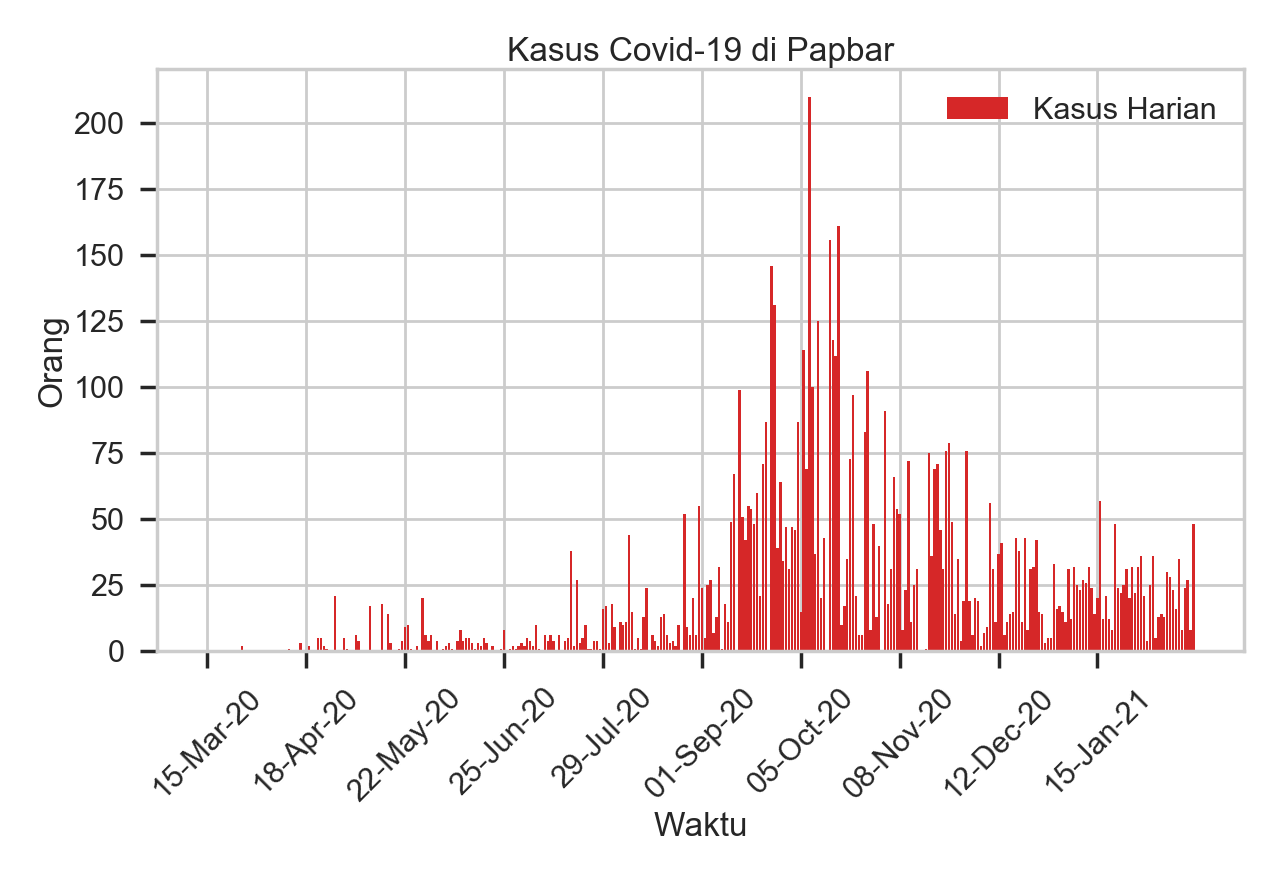 Kasus Covid-19 di Papbar
Kasus Harian
Orang
200
175
150
125
100
75
50
25
0
15-Mar-20
18-Apr-20
22-May-20
25-Jun-20
29-Jul-20
01-Sep-20
05-Oct-20
08-Nov-20
12-Dec-20
15-Jan-21
Waktu